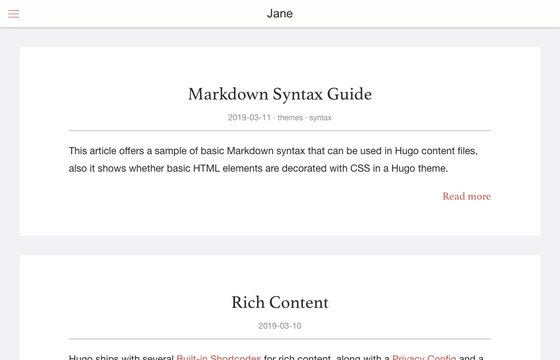 Jane
Markdown Syntax Guide
2019-03-11 · themes · syntax
This article offers a sample of basic Markdown syntax that can be used in Hugo content files,
also it shows whether basic HTML elements are decorated with CSS in a Hugo theme.
Read more
Rich Content
2019-03-10
Hugo ships with several Built-in Shortcodes for rich content, along with a Privacy Config and a